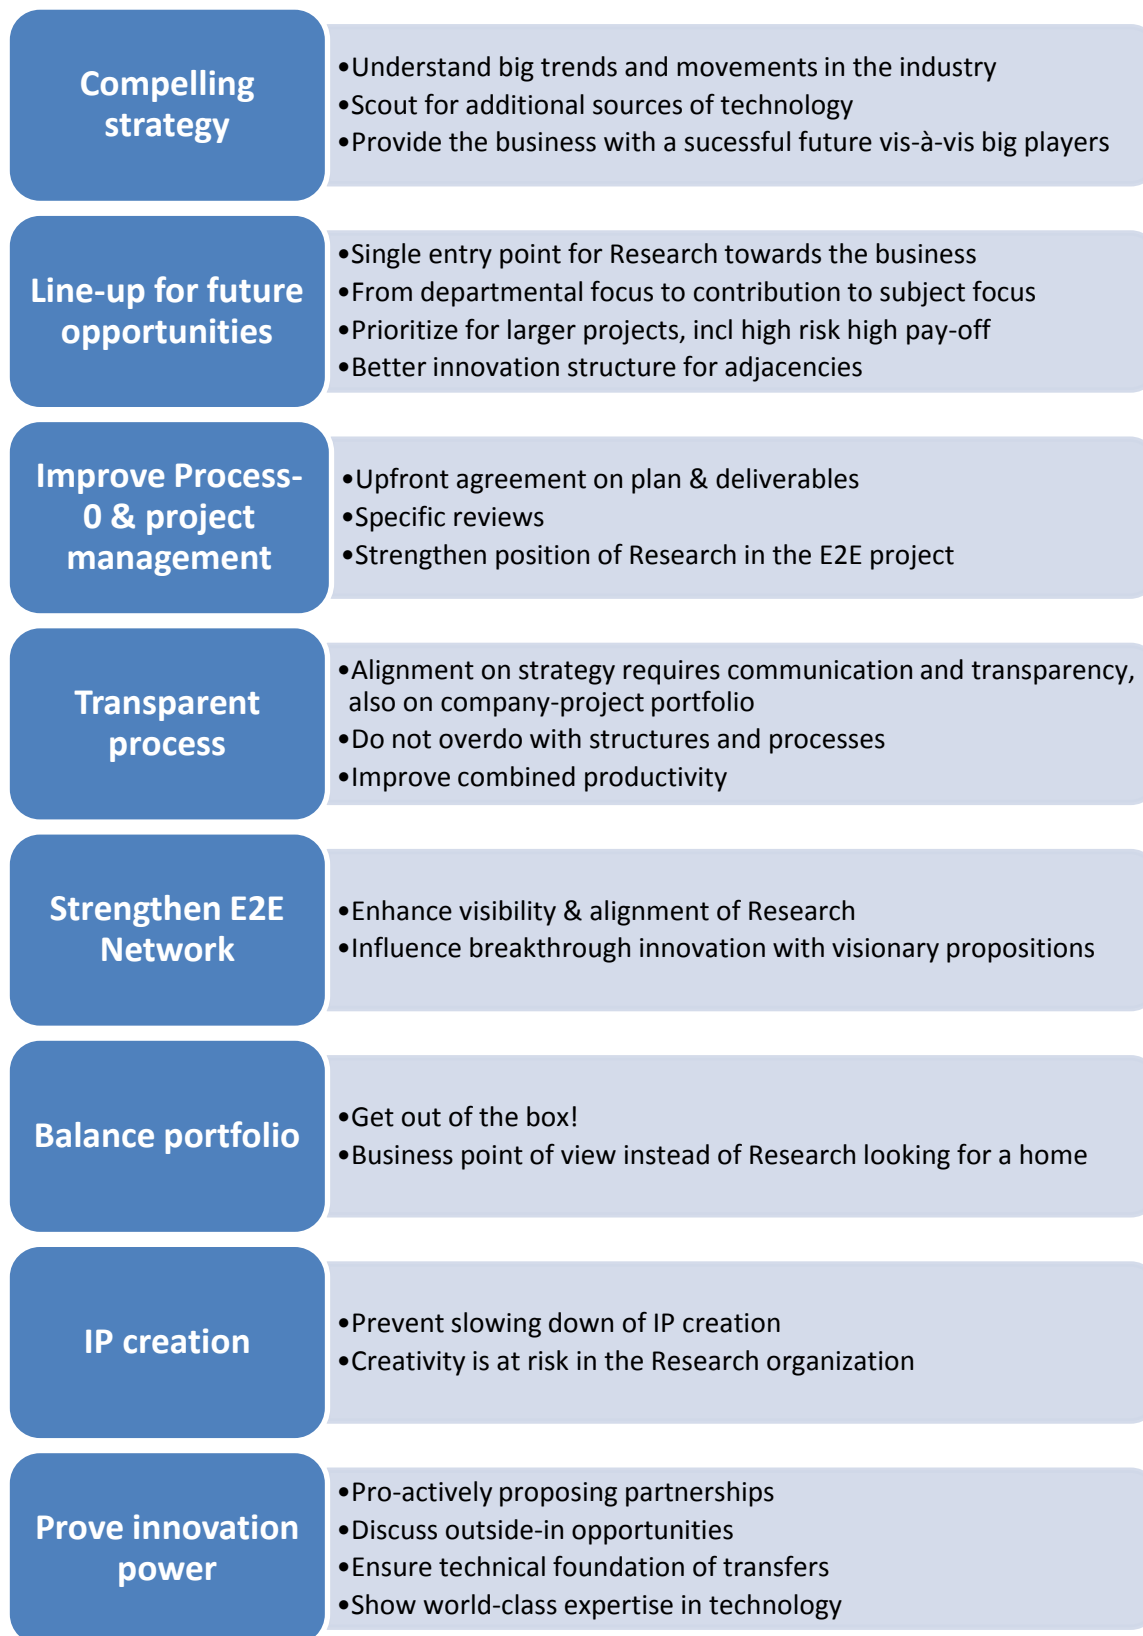 Compelling
strategy
•Understand big trends and movements in the industry
•Scout for additional sources of technology
•Provide the business with a sucessful future vis-à-vis big players
Line-up for future
opportunities
•Single entry point for Research towards the business
•From departmental focus to contribution to subject focus
•Prioritize for larger projects, incl high risk high pay-off
•Better innovation structure for adjacencies
Improve Process-
0 & project
management
•Upfront agreement on plan & deliverables
•Specific reviews
•Strengthen position of Research in the E2E project
Transparent
process
•Alignment on strategy requires communication and transparency,
also on company-project portfolio
•Do not overdo with structures and processes
•Improve combined productivity
Strengthen E2E
Network
•Enhance visibility & alignment of Research
•Influence breakthrough innovation with visionary propositions
Balance portfolio
•Get out of the box!
•Business point of view instead of Research looking for a home
IP creation
•Prevent slowing down of IP creation
•Creativity is at risk in the Research organization
Prove innovation
power
•Pro-actively proposing partnerships
•Discuss outside-in opportunities
•Ensure technical foundation of transfers
•Show world-class expertise in technology